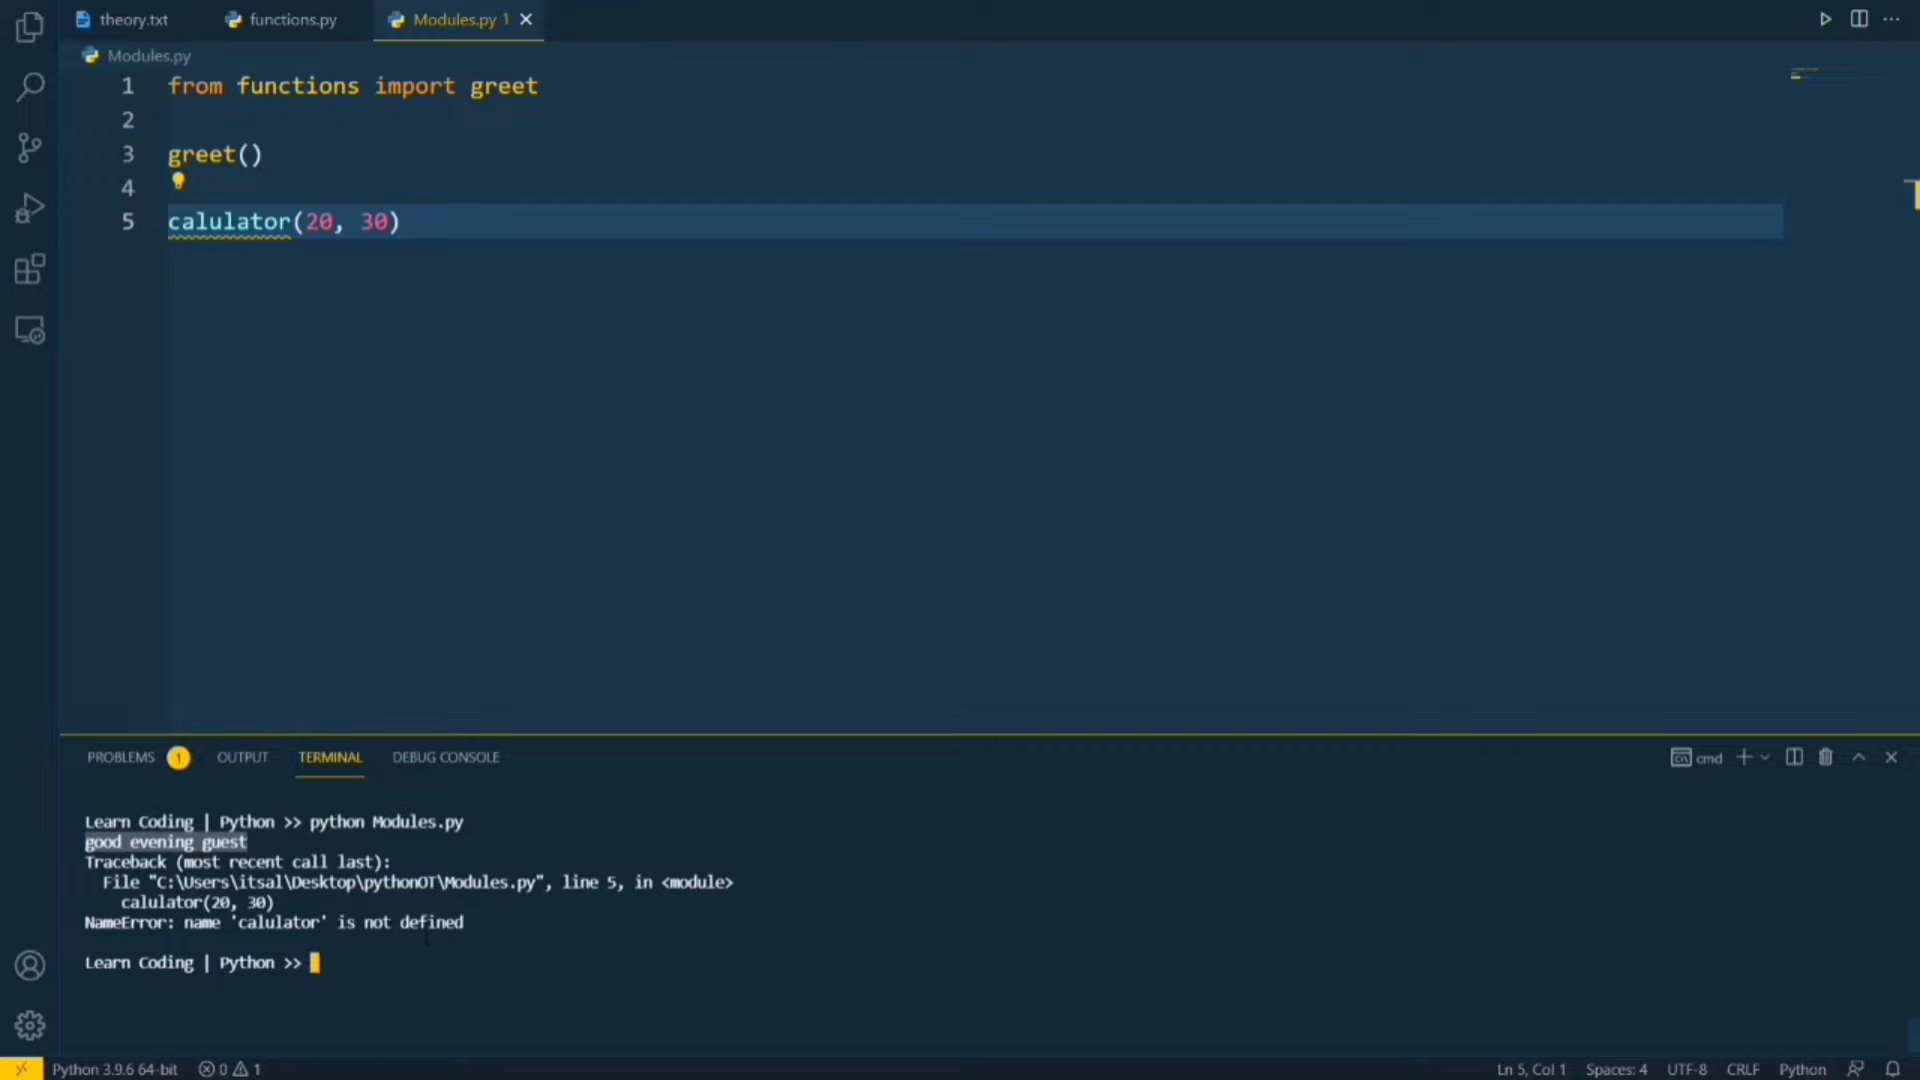 theory.txt functions.py Modules.py 1
Modules.py
1 from functions import greet
2
3 greet()
4
5 calulator(20, 30)
PROBLEMS 1 OUTPUT TERMINAL DEBUG CONSOLE cmd
Learn Coding | Python >> python Modules.py
good evening guest
Traceback (most recent call last):
File "C:\Users\itsal\Desktop\pythonOT\Modules.py", line 5, in <module>
calulator(20, 30)
NameError: name 'calulator' is not defined
Learn Coding | Python >>
Python 3.9.6 64-bit 0 1 Ln 5, Col 1 Spaces: 4 UTF-8 CRLF Python